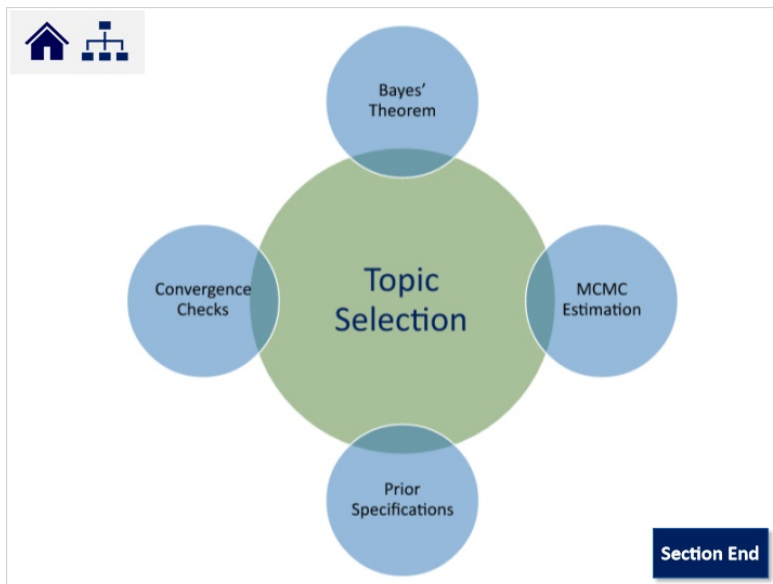 Bayes'
Theorem
Convergence
Checks
Topic
Selection
MCMC
Estimation
Prior
Specifications
Section End